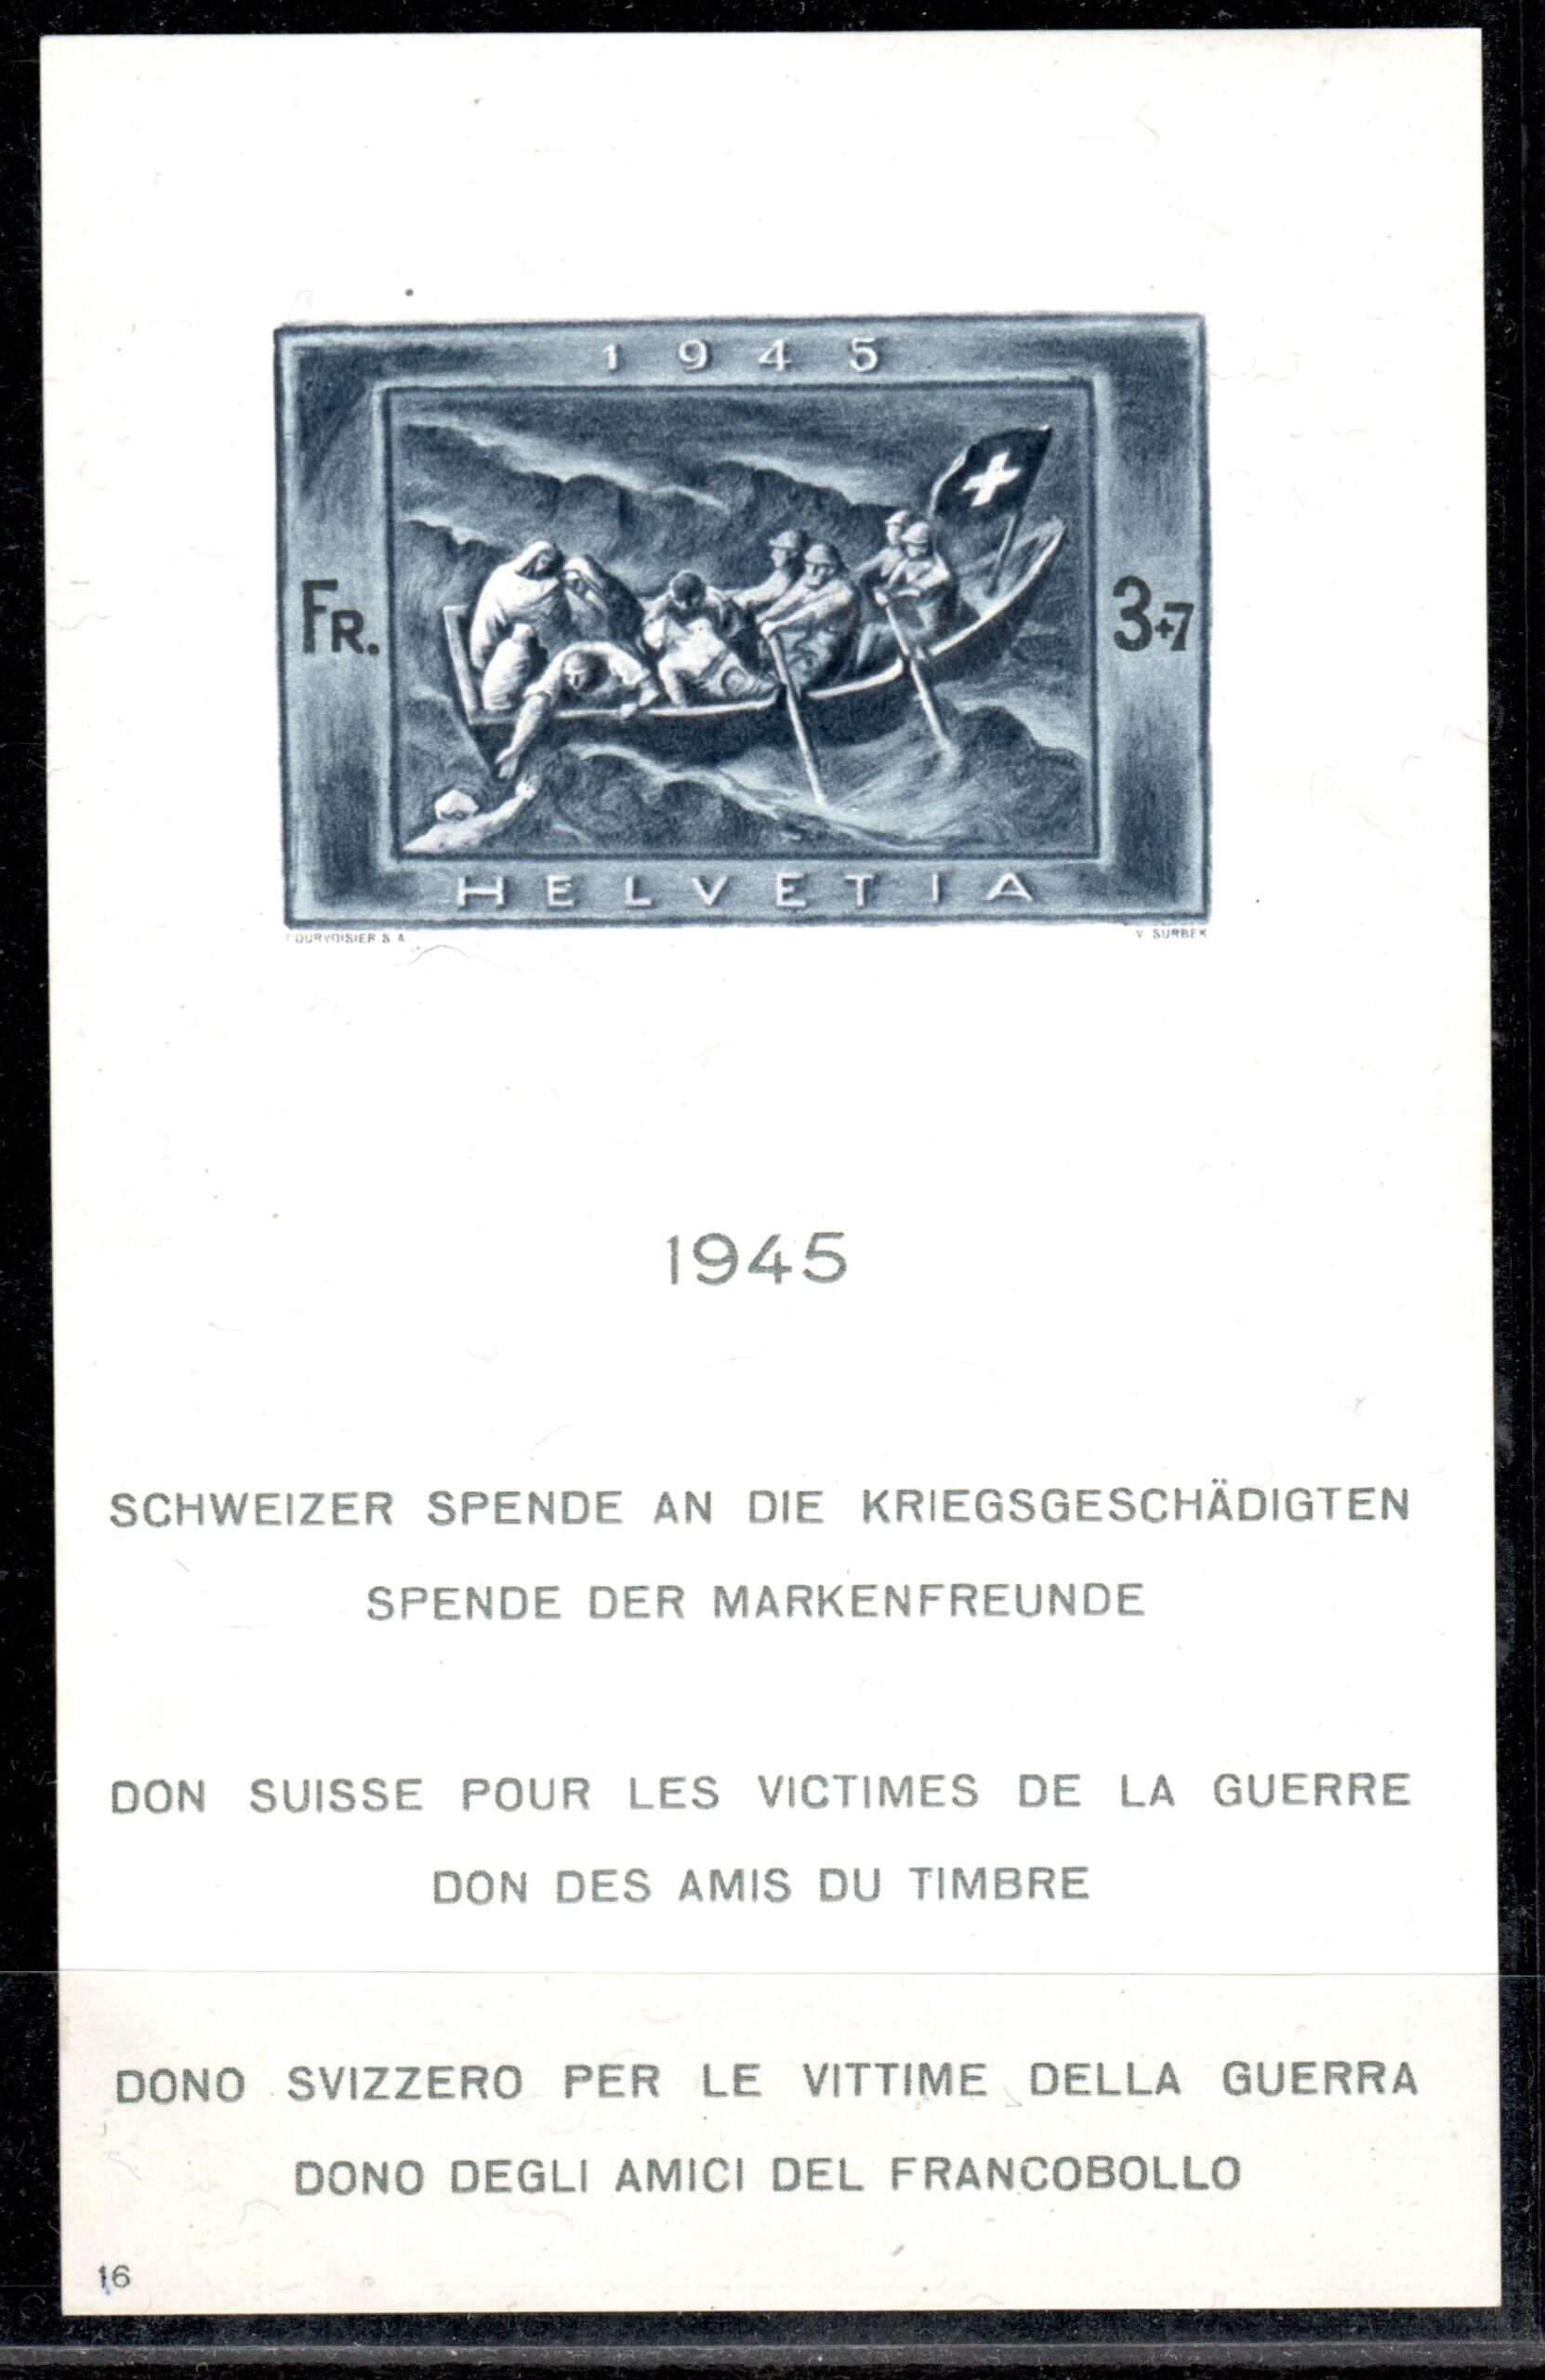 1945
FR. 3+7
HELVETIA
COURVOISIER S.A. V. SURBEK
1945
SCHWEIZER SPENDE AN DIE KRIEGSGESCHÄDIGTEN
SPENDE DER MARKENFREUNDE
DON SUISSE POUR LES VICTIMES DE LA GUERRE
DON DES AMIS DU TIMBRE
DONO SVIZZERO PER LE VITTIME DELLA GUERRA
DONO DEGLI AMICI DEL FRANCOBOLLO
16